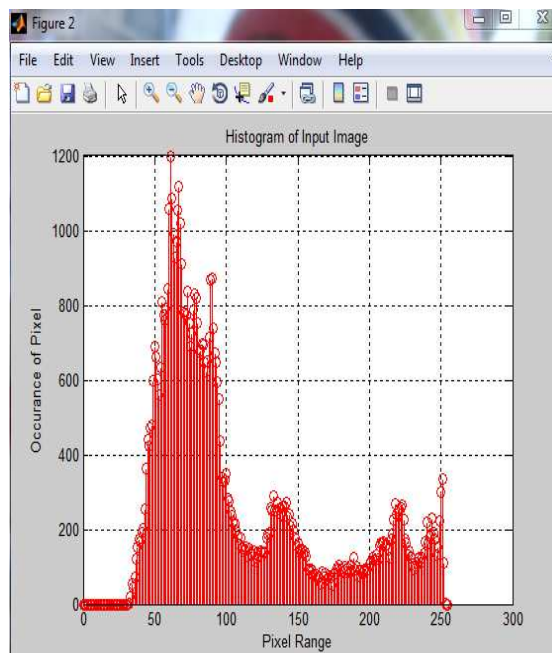 Figure 2
File Edit View Insert Tools Desktop Window Help
Histogram of Input Image
1200
1000
800
600
400
200
0
Occurance of Pixel
0 50 100 150 200 250 300
Pixel Range